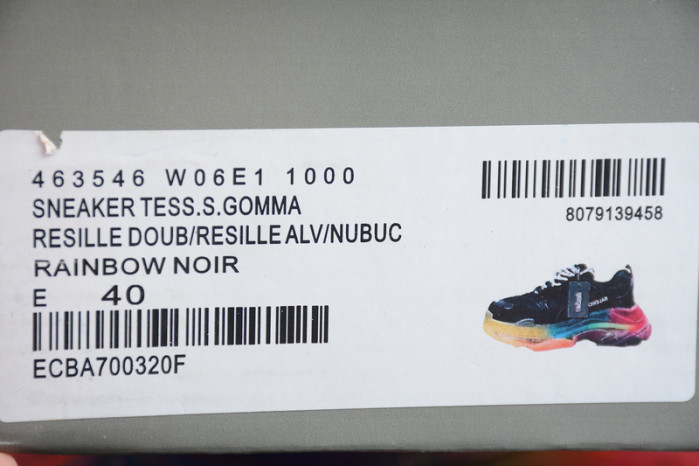 463546 W06E1 1000
SNEAKER TESS.S.GOMMA
RESILLE DOUB/RESILLE ALV/NUBUC
RAINBOW NOIR
E 40
ECBA700320F
8079139458